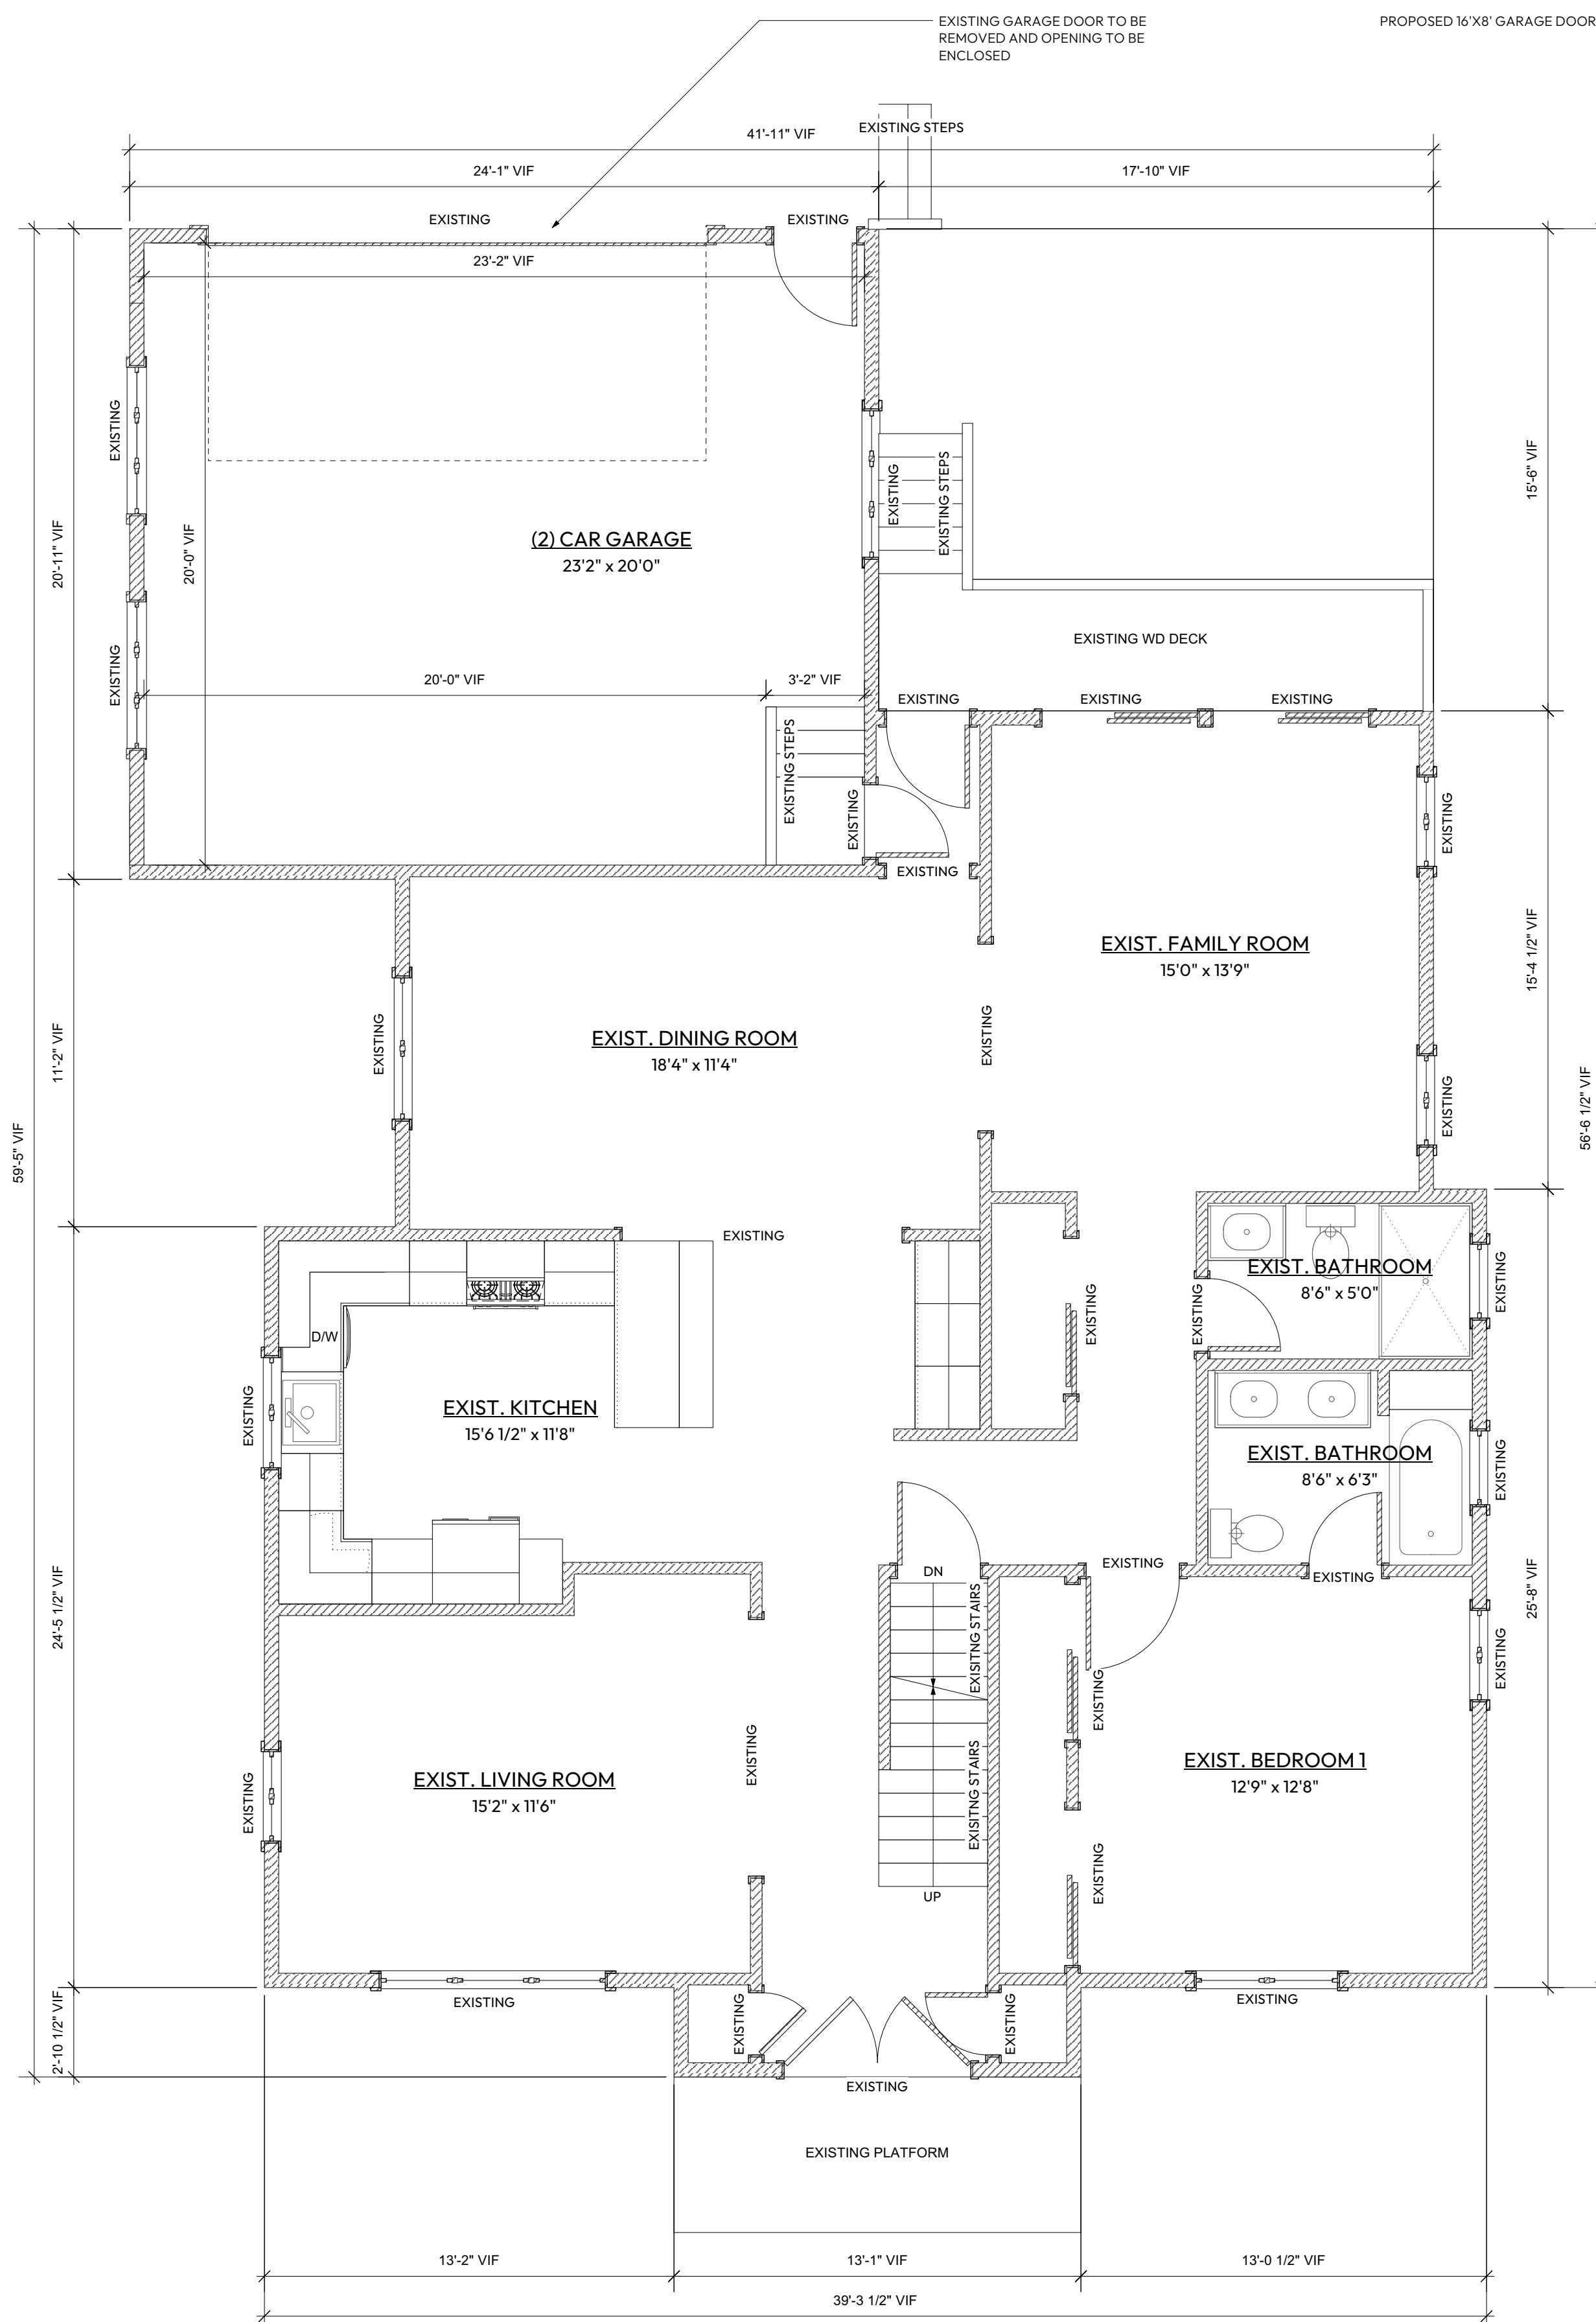 EXISTING GARAGE DOOR TO BE
REMOVED AND OPENING TO BE
ENCLOSED
PROPOSED 16'X8' GARAGE DOOR
EXISTING STEPS
41'-11" VIF
24'-1" VIF
17'-10" VIF
EXISTING
EXISTING
23'-2" VIF
EXISTING
EXISTING
EXISTING STEPS
15'-6" VIF
20'-11" VIF
20'-0" VIF
(2) CAR GARAGE
23'2" x 20'0"
EXISTING WD DECK
EXISTING
20'-0" VIF
3'-2" VIF
EXISTING
EXISTING
EXISTING
EXISTING STEPS
EXISTING
EXISTING
EXISTING
EXIST. FAMILY ROOM
15'0" x 13'9"
15'-4 1/2" VIF
EXISTING
EXIST. DINING ROOM
18'4" x 11'4"
EXISTING
EXISTING
11'-2" VIF
59'-5" VIF
56'-6 1/2" VIF
EXISTING
EXIST. BATHROOM
8'6" x 5'0"
EXISTING
EXISTING
EXISTING
D/W
EXISTING
EXIST. KITCHEN
15'6 1/2" x 11'8"
EXIST. BATHROOM
8'6" x 6'3"
EXISTING
EXISTING
EXISTING
DN
EXISITNG STAIRS
24'-5 1/2" VIF
25'-8" VIF
EXISTING
EXISTING
EXISTING
EXIST. LIVING ROOM
15'2" x 11'6"
EXISTING
EXISITNG STAIRS
EXIST. BEDROOM 1
12'9" x 12'8"
EXISTING
UP
EXISTING
EXISTING
EXISTING
EXISTING
2'-10 1/2" VIF
EXISTING
EXISTING PLATFORM
13'-2" VIF
13'-1" VIF
13'-0 1/2" VIF
39'-3 1/2" VIF